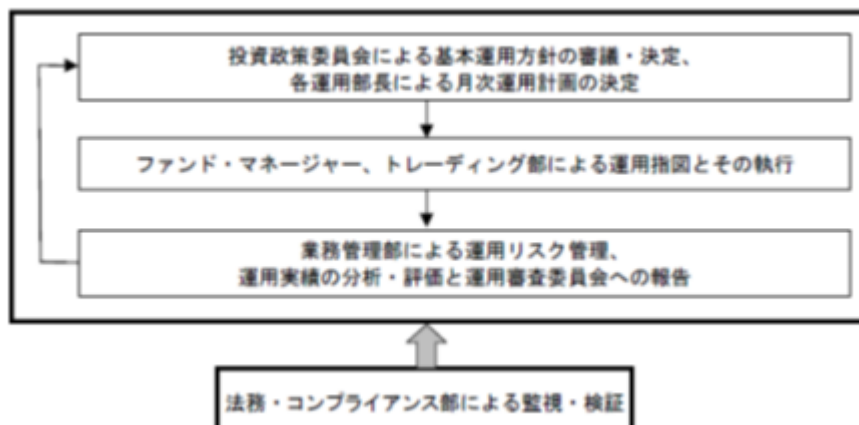 投資政策委員会による基本運用方針の審議・決定、
各運用部長による月次運用計画の決定
ファンド・マネージャー、トレーディング部による運用指図とその執行
業務管理部による運用リスク管理、
運用実績の分析・評価と運用審査委員会への報告
法務・コンプライアンス部による監視・検証